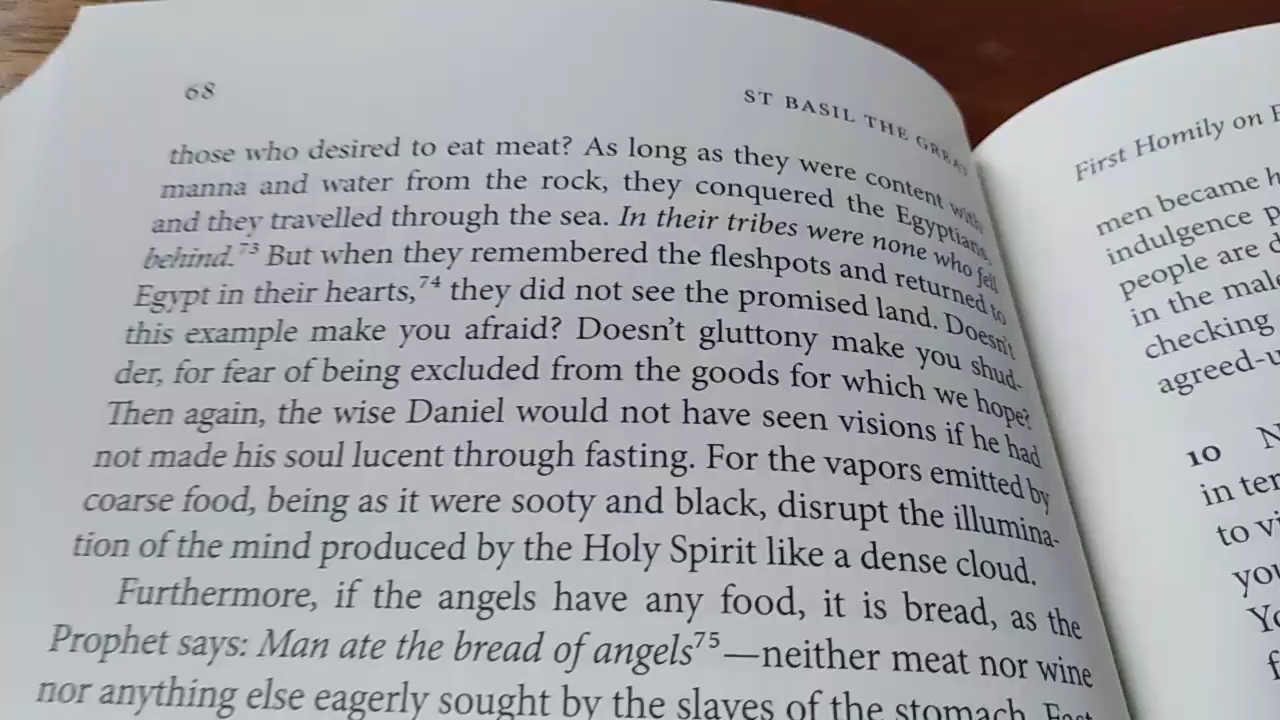 68
ST BASIL THE GREAT
those who desired to eat meat? As long as they were content with
manna and water from the rock, they conquered the Egyptians,
and they travelled through the sea. In their tribes were none who fell
behind.73 But when they remembered the fleshpots and returned to
Egypt in their hearts,74 they did not see the promised land. Doesn't
this example make you afraid? Doesn't gluttony make you shud-
der, for fear of being excluded from the goods for which we hope?
Then again, the wise Daniel would not have seen visions if he had
not made his soul lucent through fasting. For the vapors emitted by
coarse food, being as it were sooty and black, disrupt the illumina-
tion of the mind produced by the Holy Spirit like a dense cloud.
Furthermore, if the angels have any food, it is bread, as the
Prophet says: Man ate the bread of angels75—neither meat nor wine
nor anything else eagerly sought by the slaves of the stomach.
First Homily on
men became
indulgence
people are
in the
checking
agreed-
10
in
to